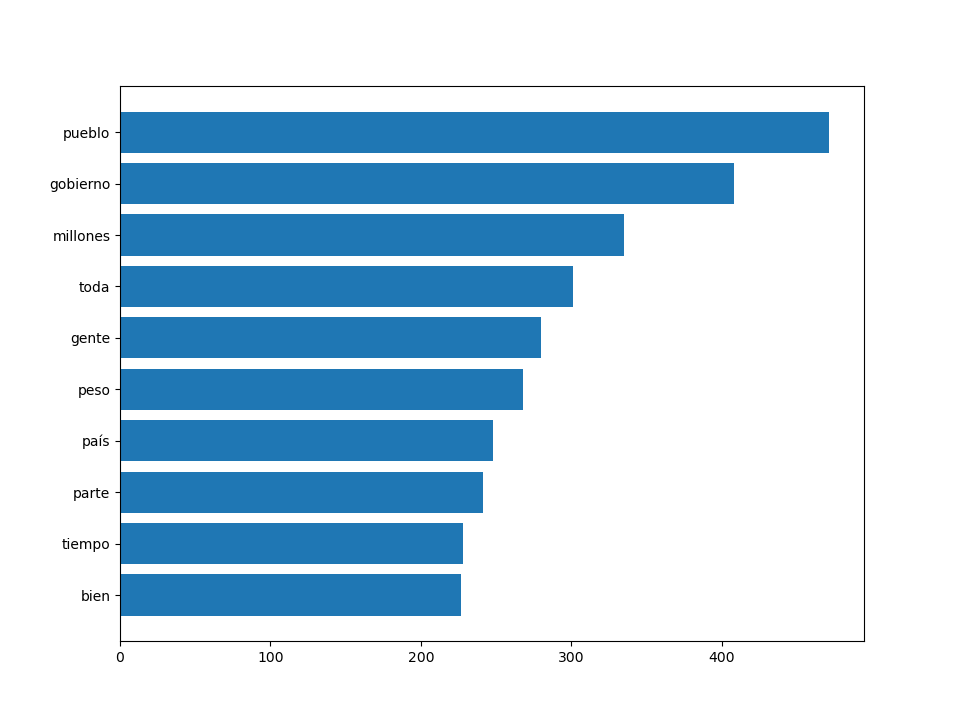 pueblo
gobierno
millones
toda
gente
peso
país
parte
tiempo
bien
0 100 200 300 400